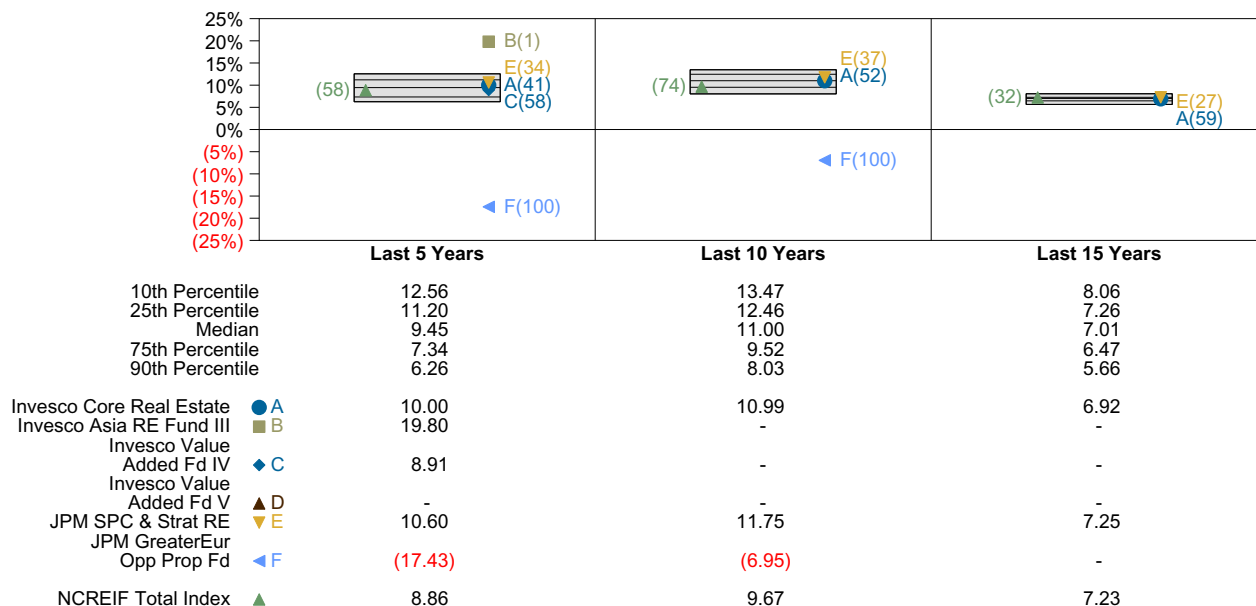 25%
20%
15%
10%
5%
0%
(5%)
(10%)
(15%)
(20%)
(25%)
(58)
B(1)
E(34)
A(41)
C(58)
F(100)
(74)
E(37)
A(52)
F(100)
(32)
E(27)
A(59)
Last 5 Years Last 10 Years Last 15 Years
10th Percentile 12.56 13.47 8.06
25th Percentile 11.20 12.46 7.26
Median 9.45 11.00 7.01
75th Percentile 7.34 9.52 6.47
90th Percentile 6.26 8.03 5.66
Invesco Core Real Estate A 10.00 10.99 6.92
Invesco Asia RE Fund III B 19.80 - -
Invesco Value
Added Fd IV C 8.91 - -
Invesco Value
Added Fd V D - - -
JPM SPC & Strat RE E 10.60 11.75 7.25
JPM GreaterEur
Opp Prop Fd F (17.43) (6.95) -
NCREIF Total Index 8.86 9.67 7.23